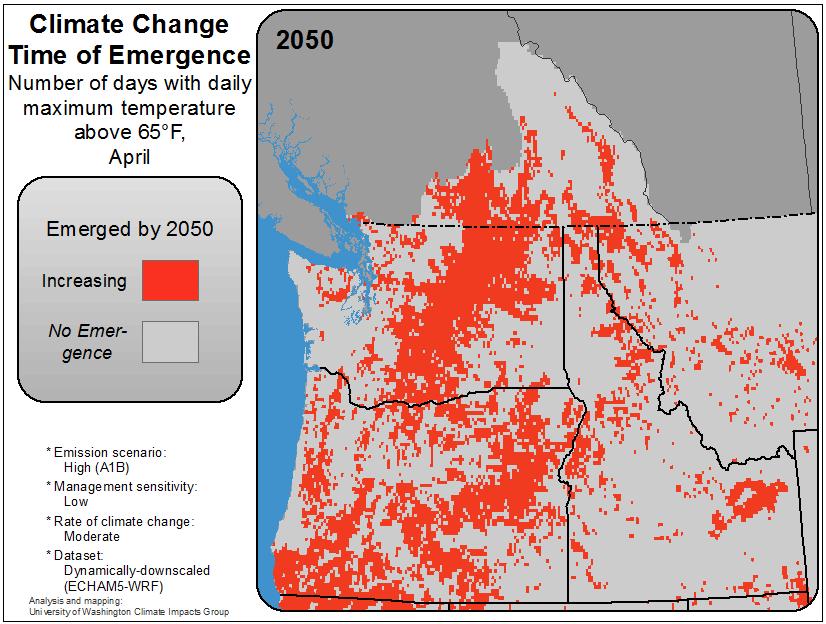 Climate Change
Time of Emergence
Number of days with daily
maximum temperature
above 65°F,
April
2050
Emerged by 2050
Increasing
No Emer-
gence
* Emission scenario:
High (A1B)
* Management sensitivity:
Low
* Rate of climate change:
Moderate
* Dataset:
Dynamically-downscaled
(ECHAM5-WRF)
Analysis and mapping:
University of Washington Climate Impacts Group